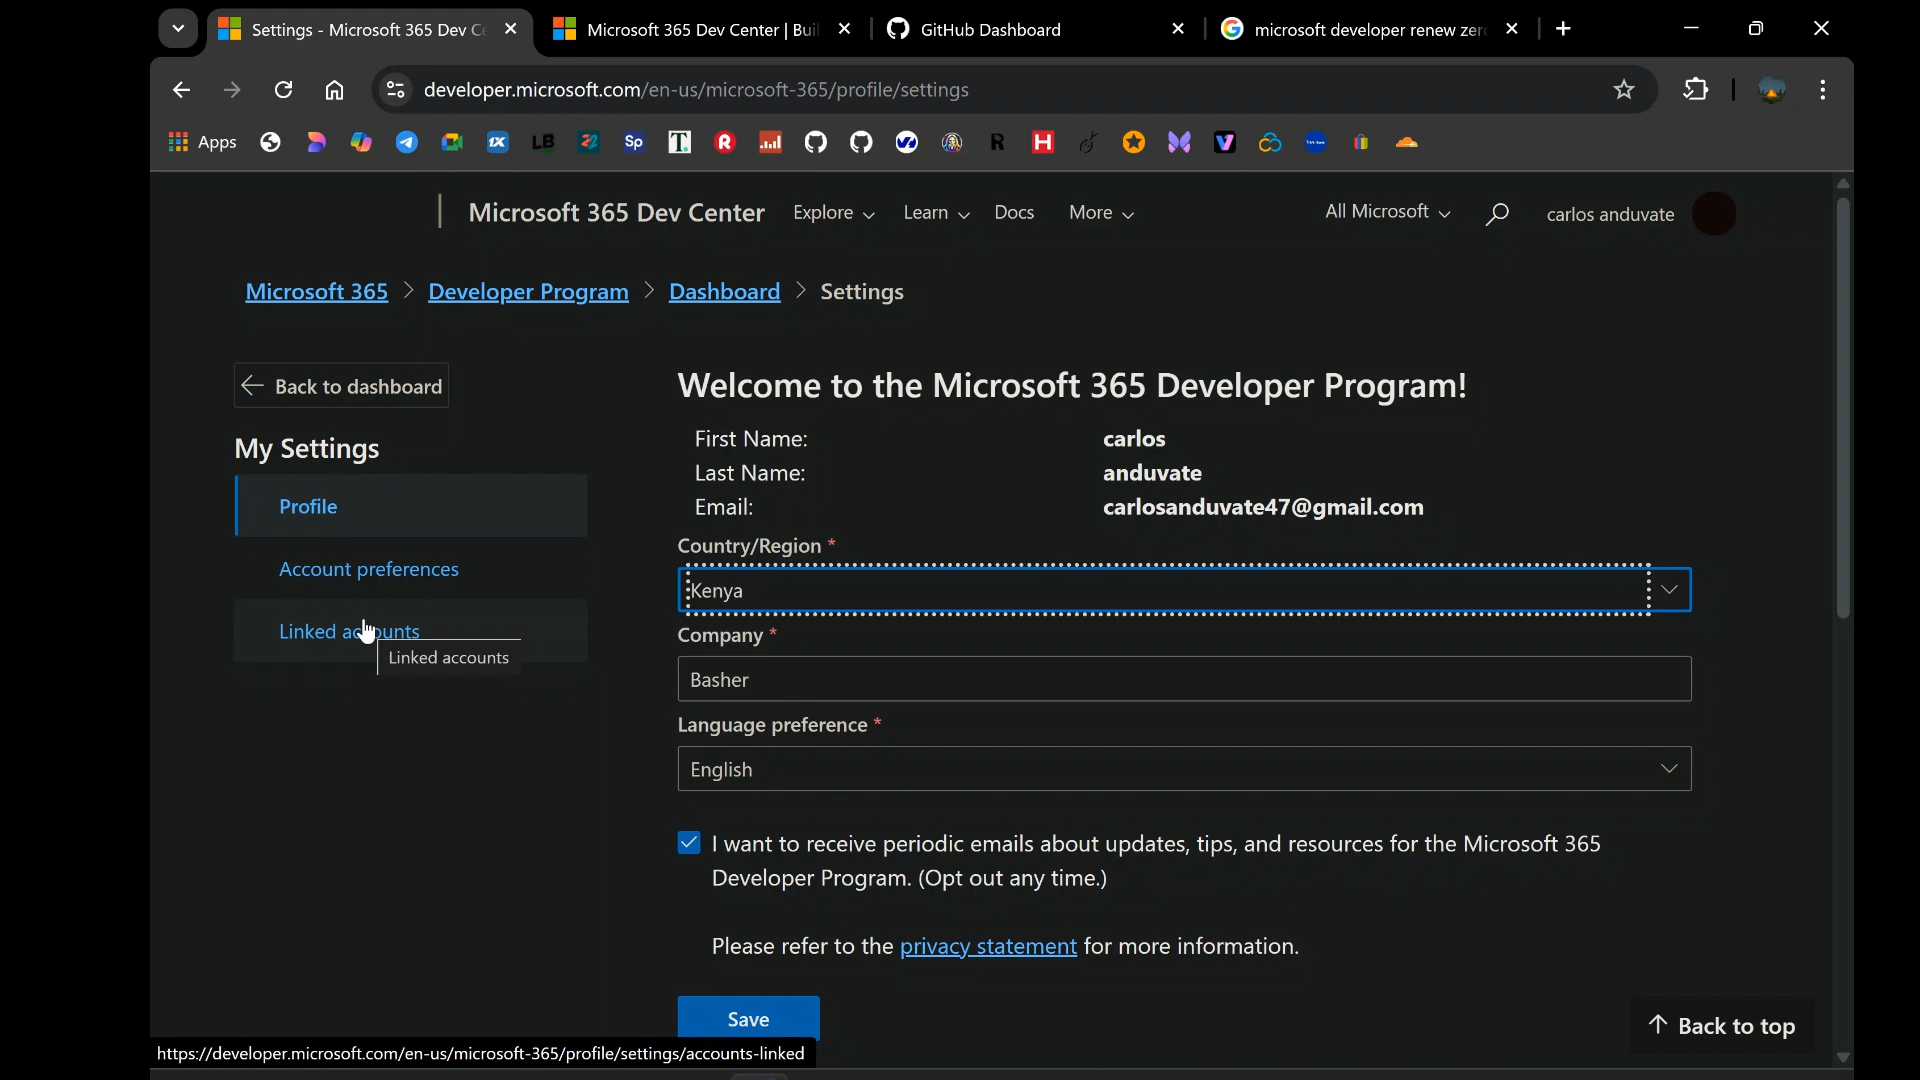 Settings - Microsoft 365 Dev Ce
Microsoft 365 Dev Center | Buil
GitHub Dashboard
microsoft developer renew zero
developer.microsoft.com/en-us/microsoft-365/profile/settings
Apps
1X
LB
Sp
T.
R
R
H
V
Microsoft 365 Dev Center
Explore
Learn
Docs
More
All Microsoft
carlos anduvate
Microsoft 365 > Developer Program > Dashboard > Settings
Back to dashboard
My Settings
Profile
Account preferences
Linked accounts
Linked accounts
Welcome to the Microsoft 365 Developer Program!
First Name: carlos
Last Name: anduvate
Email: carlosanduvate47@gmail.com
Country/Region *
Kenya
Company *
Basher
Language preference *
English
I want to receive periodic emails about updates, tips, and resources for the Microsoft 365
Developer Program. (Opt out any time.)
Please refer to the privacy statement for more information.
Save
Back to top
https://developer.microsoft.com/en-us/microsoft-365/profile/settings/accounts-linked